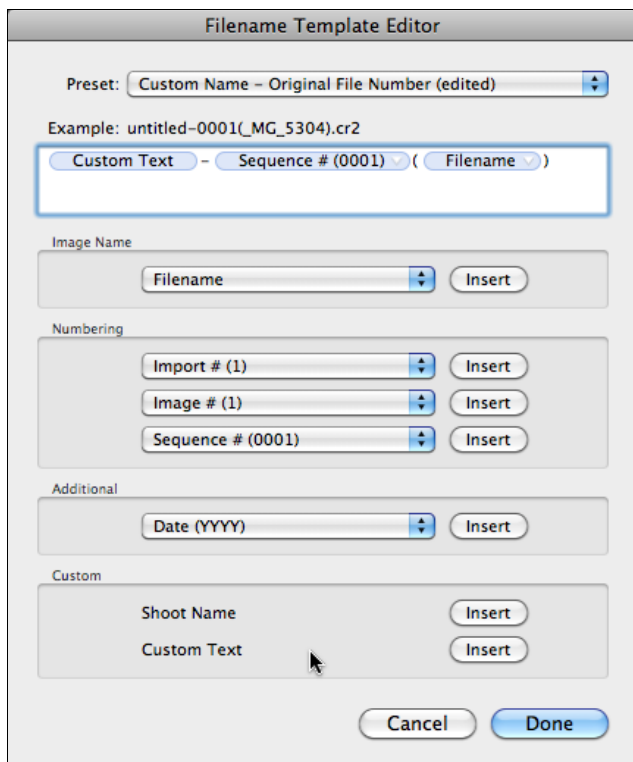 Filename Template Editor
Preset: Custom Name – Original File Number (edited)
Example: untitled-0001(_MG_5304).cr2
Custom Text – Sequence # (0001) ( Filename )
Image Name
Filename Insert
Numbering
Import # (1) Insert
Image # (1) Insert
Sequence # (0001) Insert
Additional
Date (YYYY) Insert
Custom
Shoot Name Insert
Custom Text Insert
Cancel Done